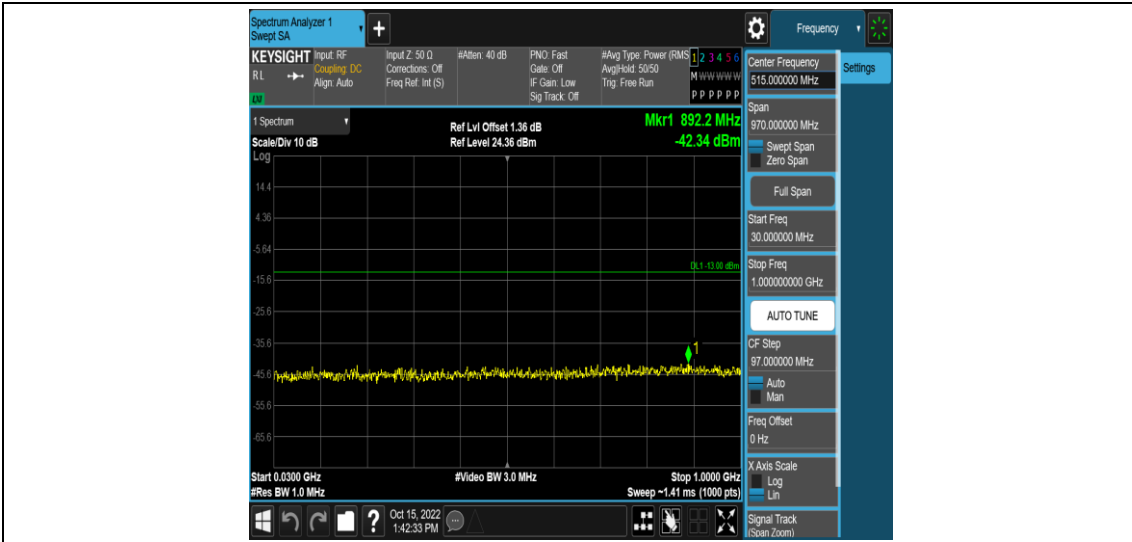 Spectrum Analyzer 1
Swept SA
Frequency
KEYSIGHT
RL
Input: RF
Coupling: DC
Align: Auto
Input Z: 50 Ω
Corrections: Off
Freq Ref: Int (S)
#Atten: 40 dB
PNO: Fast
Gate: Off
IF Gain: Low
Sig Track: Off
#Avg Type: Power (RMS
Avg|Hold: 50/50
Trig: Free Run
1 2 3 4 5 6
M W W W W W
P P P P P P
Center Frequency
515.000000 MHz
Settings
Span
970.000000 MHz
Swept Span
Zero Span
Full Span
Start Freq
30.000000 MHz
Stop Freq
1.000000000 GHz
AUTO TUNE
CF Step
97.000000 MHz
Auto
Man
Freq Offset
0 Hz
X Axis Scale
Log
Lin
Signal Track
(Span Zoom)
1 Spectrum
Scale/Div 10 dB
Log
Ref Lvl Offset 1.36 dB
Ref Level 24.36 dBm
Mkr1 892.2 MHz
-42.34 dBm
14.4
4.36
-5.64
DL1 -13.00 dBm
-15.6
-25.6
-35.6
1
-45.6
-55.6
-65.6
Start 0.0300 GHz
#Res BW 1.0 MHz
#Video BW 3.0 MHz
Stop 1.0000 GHz
Sweep ~1.41 ms (1000 pts)
?
Oct 15, 2022
1:42:33 PM